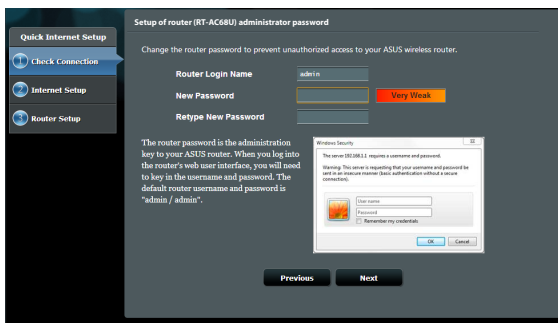 Setup of router (RT-AC68U) administrator password
Quick Internet Setup
1 Check Connection
2 Internet Setup
3 Router Setup
Change the router password to prevent unauthorized access to your ASUS wireless router.
Router Login Name admin
New Password Very Weak
Retype New Password
The router password is the administration
key to your ASUS router. When you log into
the router's web user interface, you will need
to key in the username and password. The
default router username and password is
"admin / admin".
Windows Security
The server 192.168.1.1 requires a username and password.
Warning: This server is requesting that your username and password be
sent in an insecure manner (basic authentication without a secure
connection).
User name
Password
Remember my credentials
OK Cancel
Previous Next